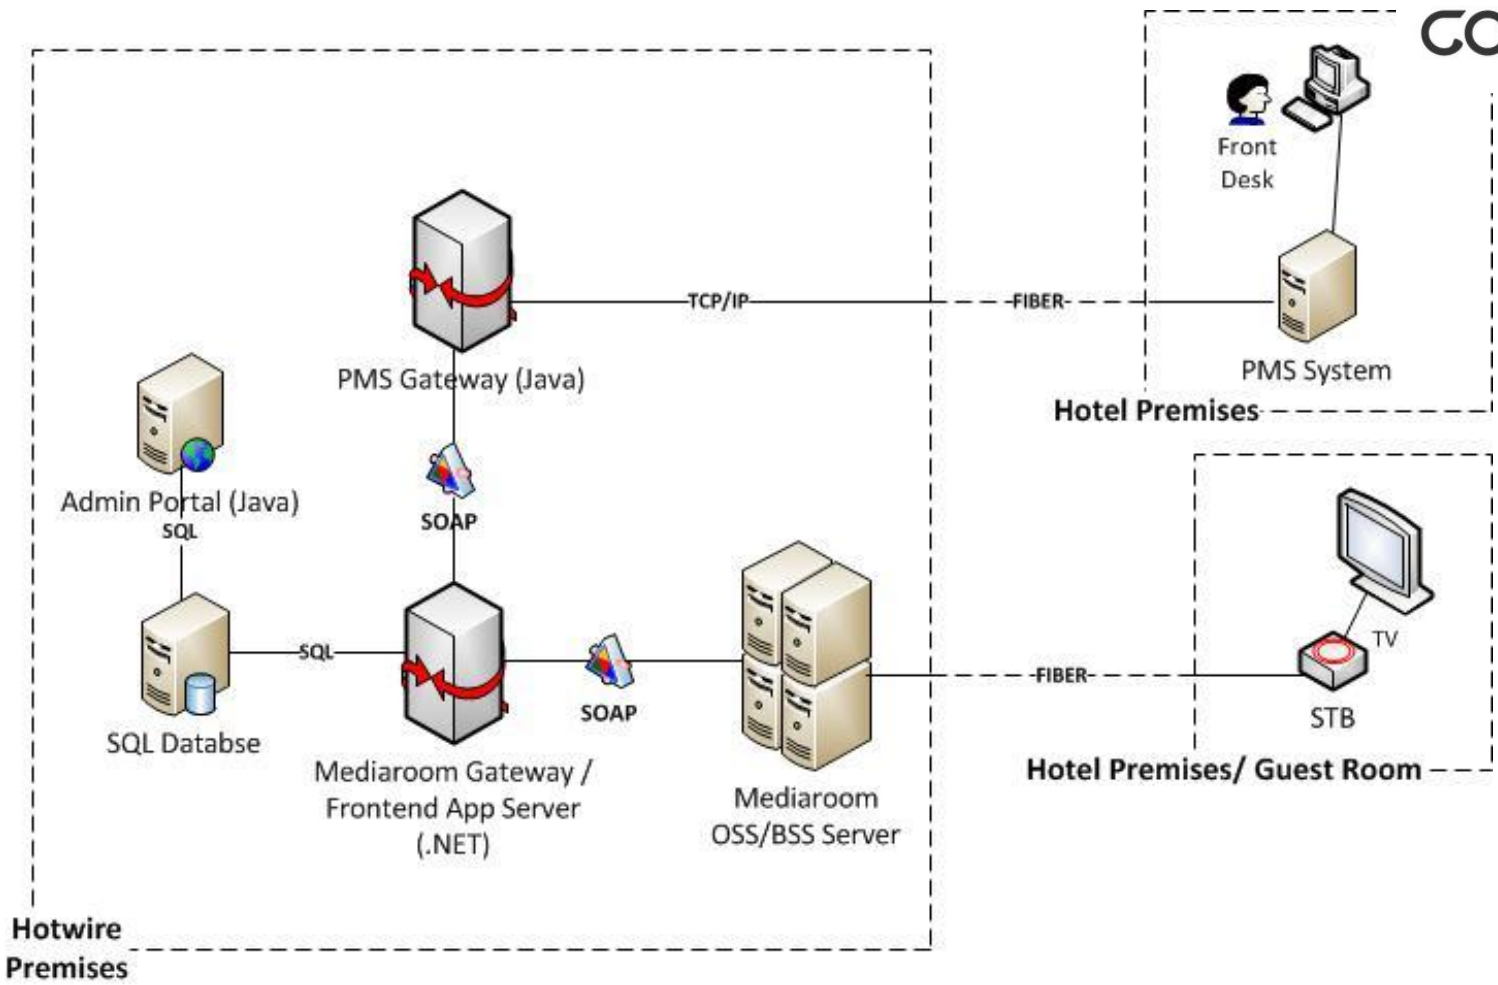 CO
Front
Desk
TCP/IP
FIBER
PMS System
PMS Gateway (Java)
Hotel Premises
Admin Portal (Java)
SQL
SOAP
TV
SQL
FIBER
SOAP
STB
SQL Databse
Mediaroom Gateway /
Frontend App Server
(.NET)
Hotel Premises/ Guest Room
Mediaroom
OSS/BSS Server
Hotwire
Premises